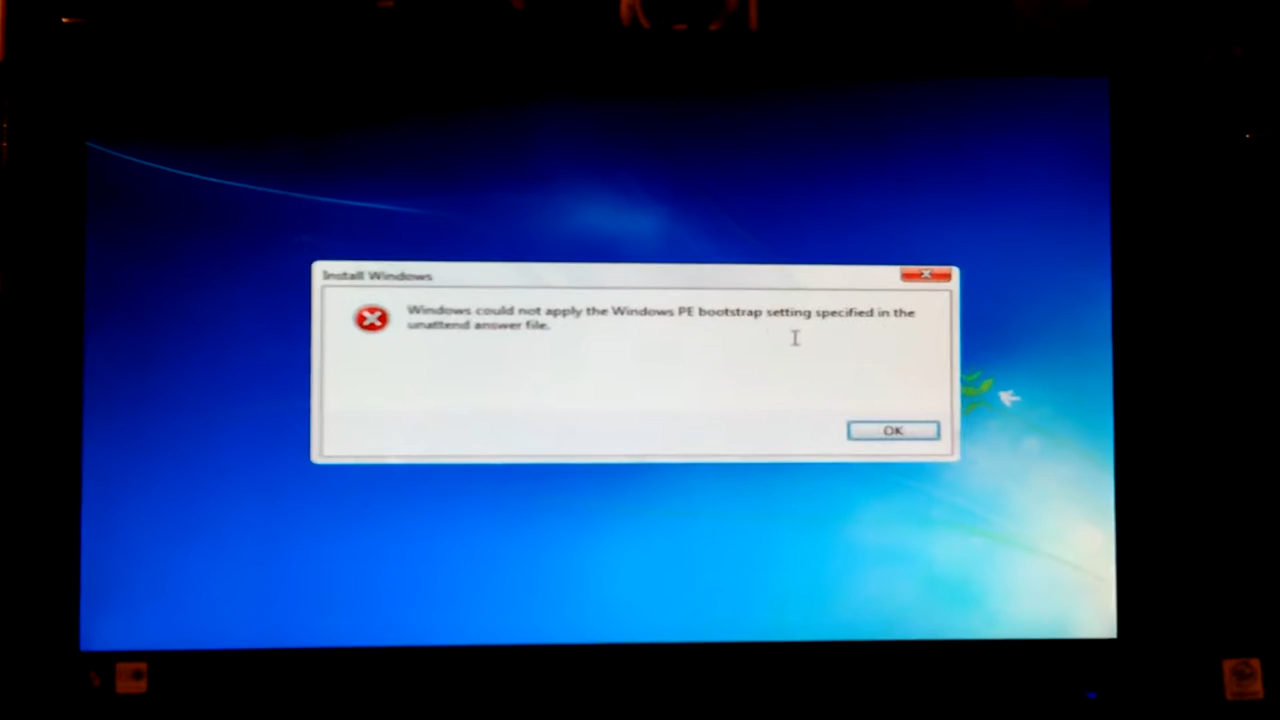 Install Windows
Windows could not apply the Windows PE bootstrap setting specified in the
unattend answer file.
OK